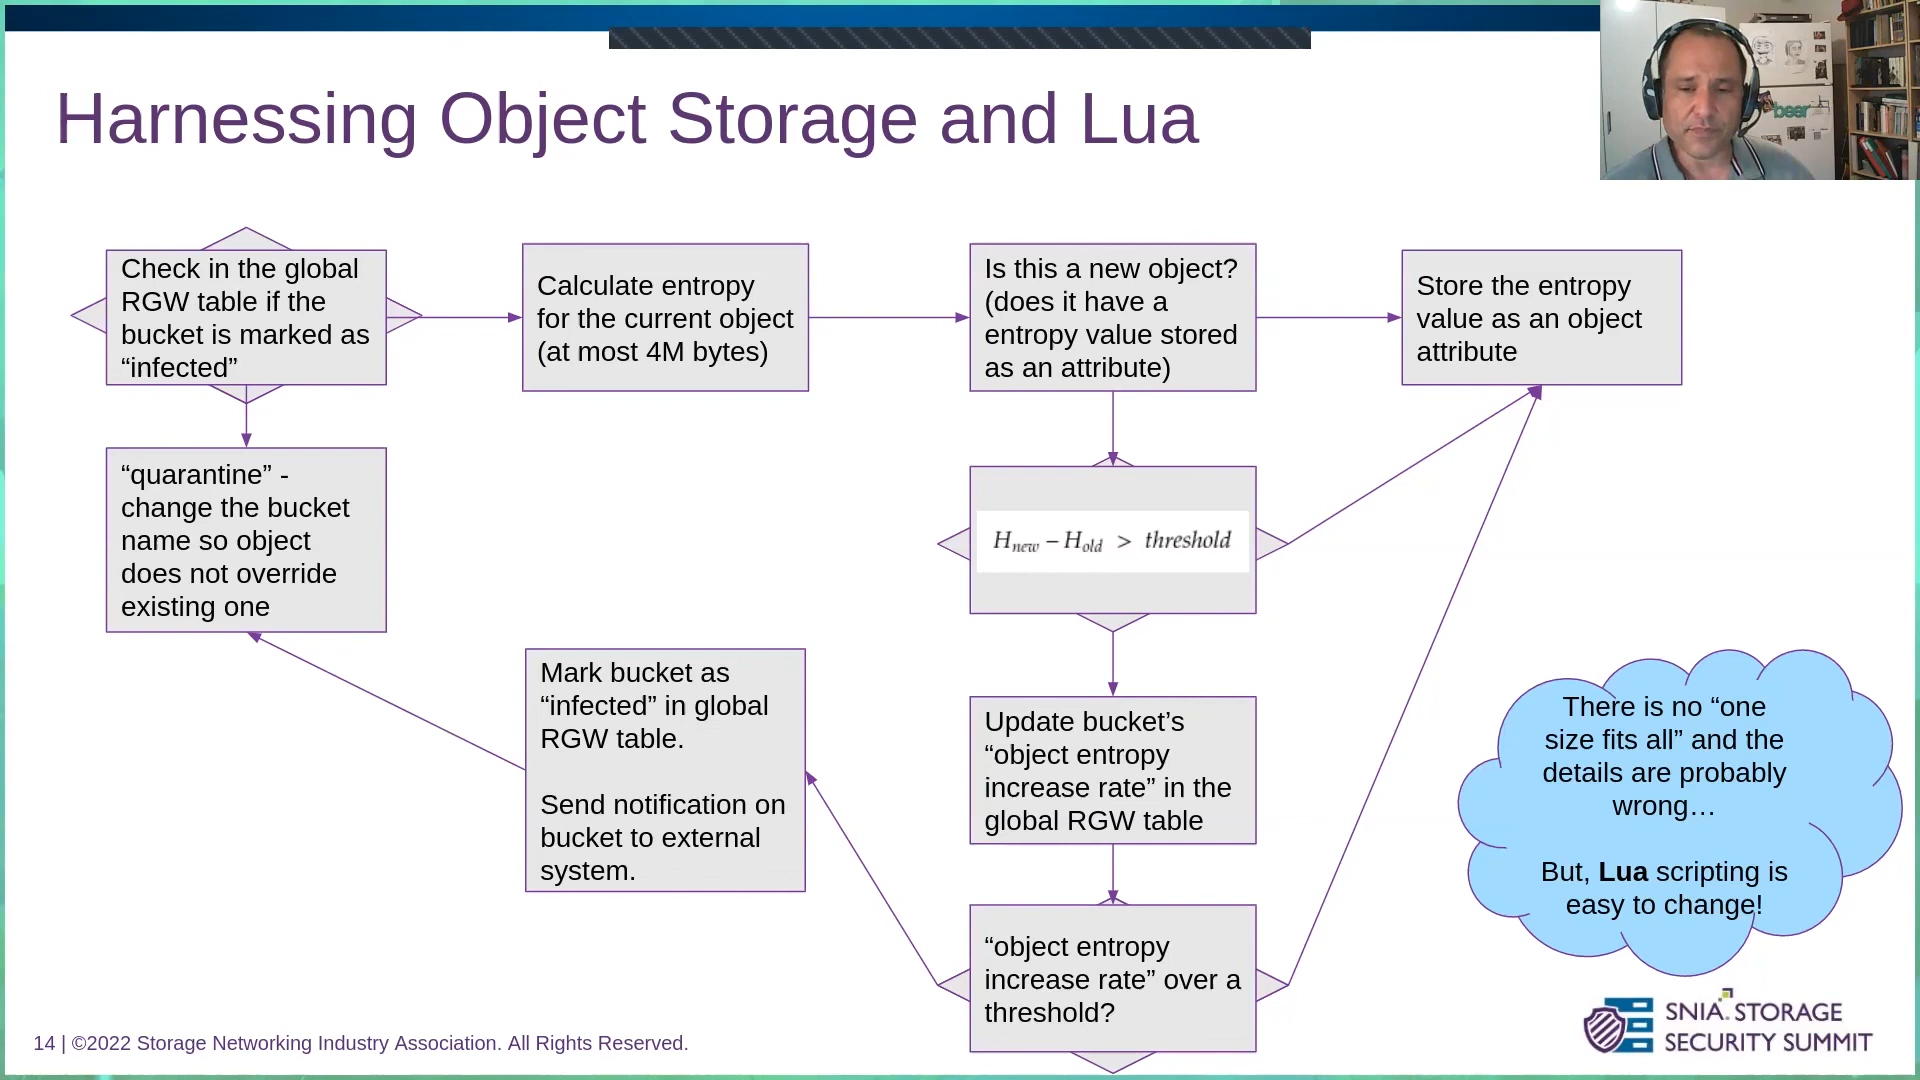 Harnessing Object Storage and Lua
beer
Check in the global
RGW table if the
bucket is marked as
“infected”
Calculate entropy
for the current object
(at most 4M bytes)
Is this a new object?
(does it have a
entropy value stored
as an attribute)
Store the entropy
value as an object
attribute
“quarantine” -
change the bucket
name so object
does not override
existing one
Hnew – Hold > threshold
Mark bucket as
“infected” in global
RGW table.
Send notification on
bucket to external
system.
Update bucket’s
“object entropy
increase rate” in the
global RGW table
“object entropy
increase rate” over a
threshold?
There is no “one
size fits all” and the
details are probably
wrong…
But, Lua scripting is
easy to change!
SNIA. STORAGE
SECURITY SUMMIT
14 | ©2022 Storage Networking Industry Association. All Rights Reserved.